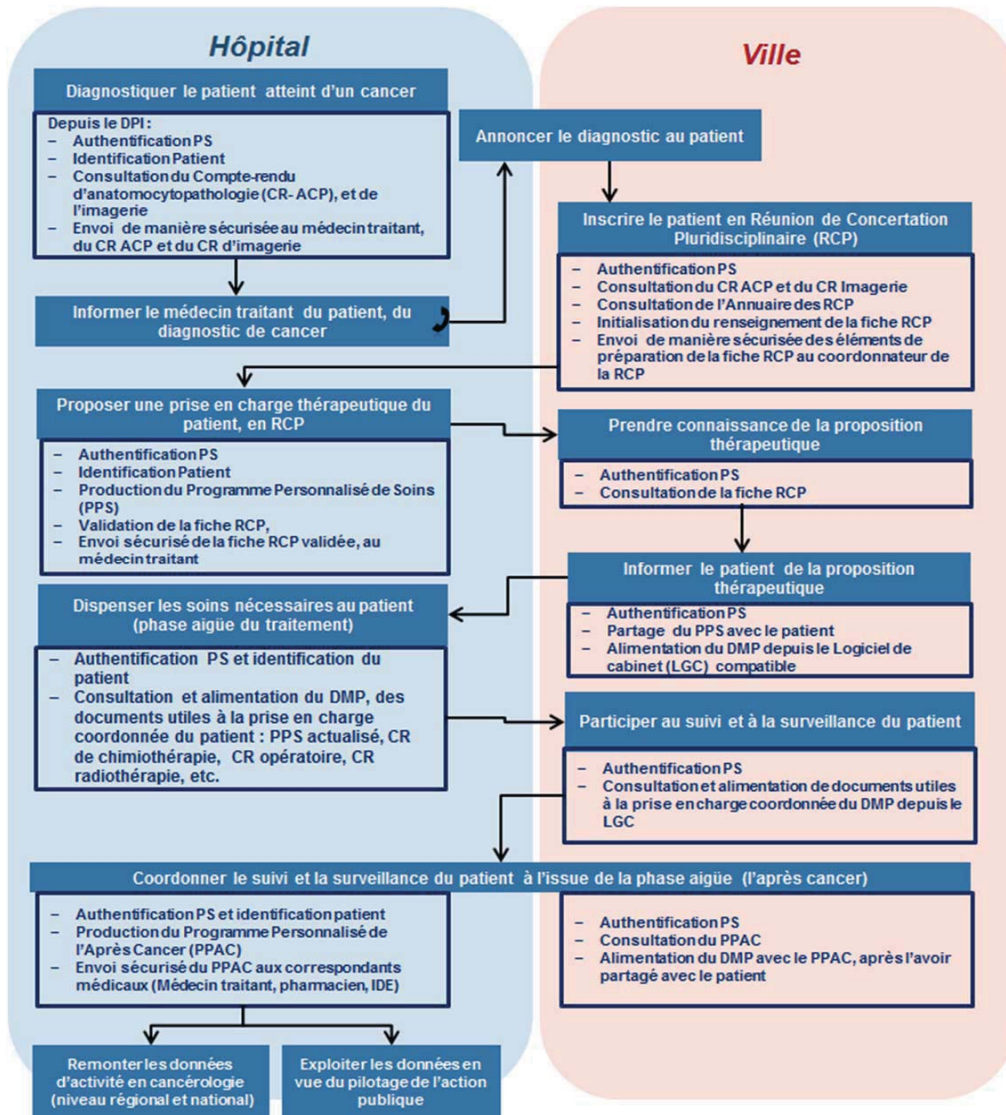 Hôpital
Ville
Diagnostiquer le patient atteint d'un cancer
Depuis le DPI :
– Authentification PS
– Identification Patient
– Consultation du Compte-rendu
d'anatomocytopathologie (CR- ACP), et de
l'imagerie
– Envoi de manière sécurisée au médecin traitant,
du CR ACP et du CR d'imagerie
Annoncer le diagnostic au patient
Informer le médecin traitant du patient, du
diagnostic de cancer
Inscrire le patient en Réunion de Concertation
Pluridisciplinaire (RCP)
– Authentification PS
– Consultation du CR ACP et du CR Imagerie
– Consultation de l'Annuaire des RCP
– Initialisation du renseignement de la fiche RCP
– Envoi de manière sécurisée des éléments de
préparation de la fiche RCP au coordonnateur de
la RCP
Proposer une prise en charge thérapeutique du
patient, en RCP
– Authentification PS
– Identification Patient
– Production du Programme Personnalisé de Soins
(PPS)
– Validation de la fiche RCP,
– Envoi sécurisé de la fiche RCP validée, au
médecin traitant
Prendre connaissance de la proposition
thérapeutique
– Authentification PS
– Consultation de la fiche RCP
Informer le patient de la proposition
thérapeutique
– Authentification PS
– Partage du PPS avec le patient
– Alimentation du DMP depuis le Logiciel de
cabinet (LGC) compatible
Dispenser les soins nécessaires au patient
(phase aigüe du traitement)
– Authentification PS et identification du
patient
– Consultation et alimentation du DMP, des
documents utiles à la prise en charge
coordonnée du patient : PPS actualisé, CR
de chimiothérapie, CR opératoire, CR
radiothérapie, etc.
Participer au suivi et à la surveillance du patient
– Authentification PS
– Consultation et alimentation de documents utiles
à la prise en charge coordonnée du DMP depuis le
LGC
Coordonner le suivi et la surveillance du patient à l'issue de la phase aigüe (l'après cancer)
– Authentification PS et identification patient
– Production du Programme Personnalisé de
l'Après Cancer (PPAC)
– Envoi sécurisé du PPAC aux correspondants
médicaux (Médecin traitant, pharmacien, IDE)
– Authentification PS
– Consultation du PPAC
– Alimentation du DMP avec le PPAC, après l'avoir
partagé avec le patient
Remonter les données
d'activité en cancérologie
(niveau régional et national)
Exploiter les données en
vue du pilotage de l'action
publique